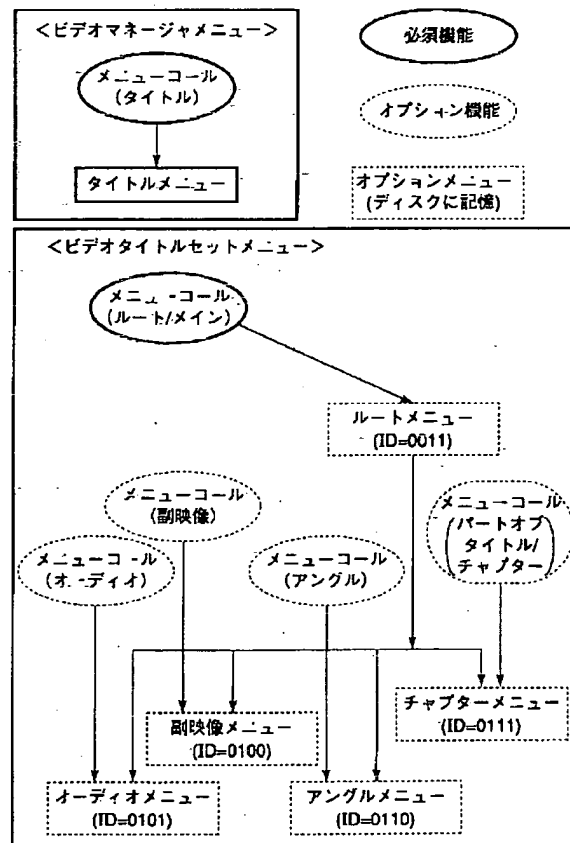 <ビデオマネージャメニュー>
メニューコール
(タイトル)
タイトルメニュー
必須機能
オプション機能
オプションメニュー
(ディスクに記憶)
<ビデオタイトルセットメニュー>
メニューコール
(ルート/メイン)
ルートメニュー
(ID=0011)
メニューコール
(副映像)
メニューコール
(パートオブ
タイトル/
チャプター)
メニューコール
(オーディオ)
メニューコール
(アングル)
副映像メニュー
(ID=0100)
チャプターメニュー
(ID=0111)
オーディオメニュー
(ID=0101)
アングルメニュー
(ID=0110)